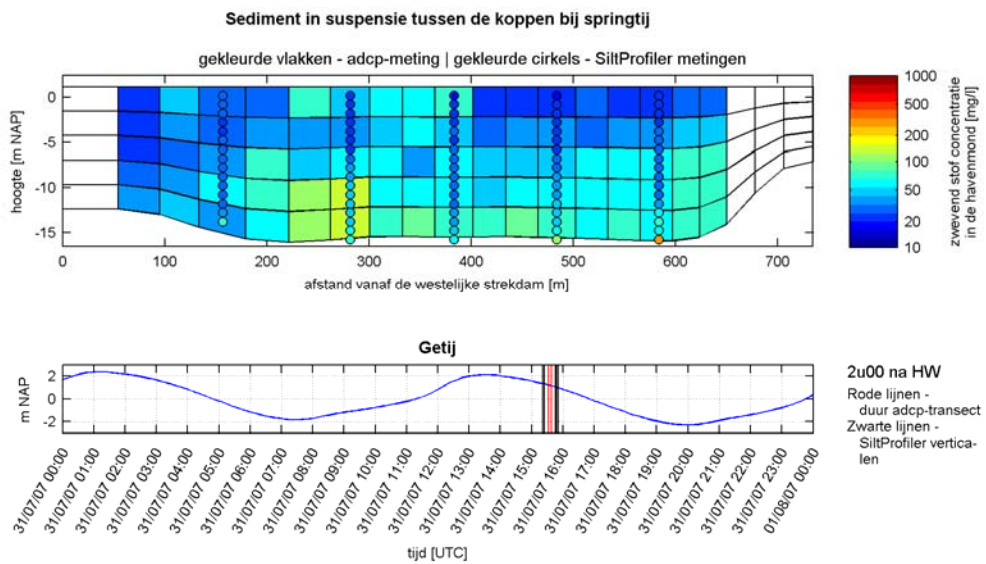 Sediment in suspensie tussen de koppen bij springtij
gekleurde vlakken - adcp-meting | gekleurde cirkels - SiltProfiler metingen
hoogte [m NAP]
0
-5
-10
-15
0 100 200 300 400 500 600 700
afstand vanaf de westelijke strekdam [m]
1000
500
200
100
50
20
10
zwevend stof concentratie
in de havenmond [mg/l]
Getij
m NAP
2
0
-2
31/07/07 00:00
31/07/07 01:00
31/07/07 02:00
31/07/07 03:00
31/07/07 04:00
31/07/07 05:00
31/07/07 06:00
31/07/07 07:00
31/07/07 08:00
31/07/07 09:00
31/07/07 10:00
31/07/07 11:00
31/07/07 12:00
31/07/07 13:00
31/07/07 14:00
31/07/07 15:00
31/07/07 16:00
31/07/07 17:00
31/07/07 18:00
31/07/07 19:00
31/07/07 20:00
31/07/07 21:00
31/07/07 22:00
31/07/07 23:00
01/08/07 00:00
tijd [UTC]
2u00 na HW
Rode lijnen -
duur adcp-transect
Zwarte lijnen -
SiltProfiler vertica-
len